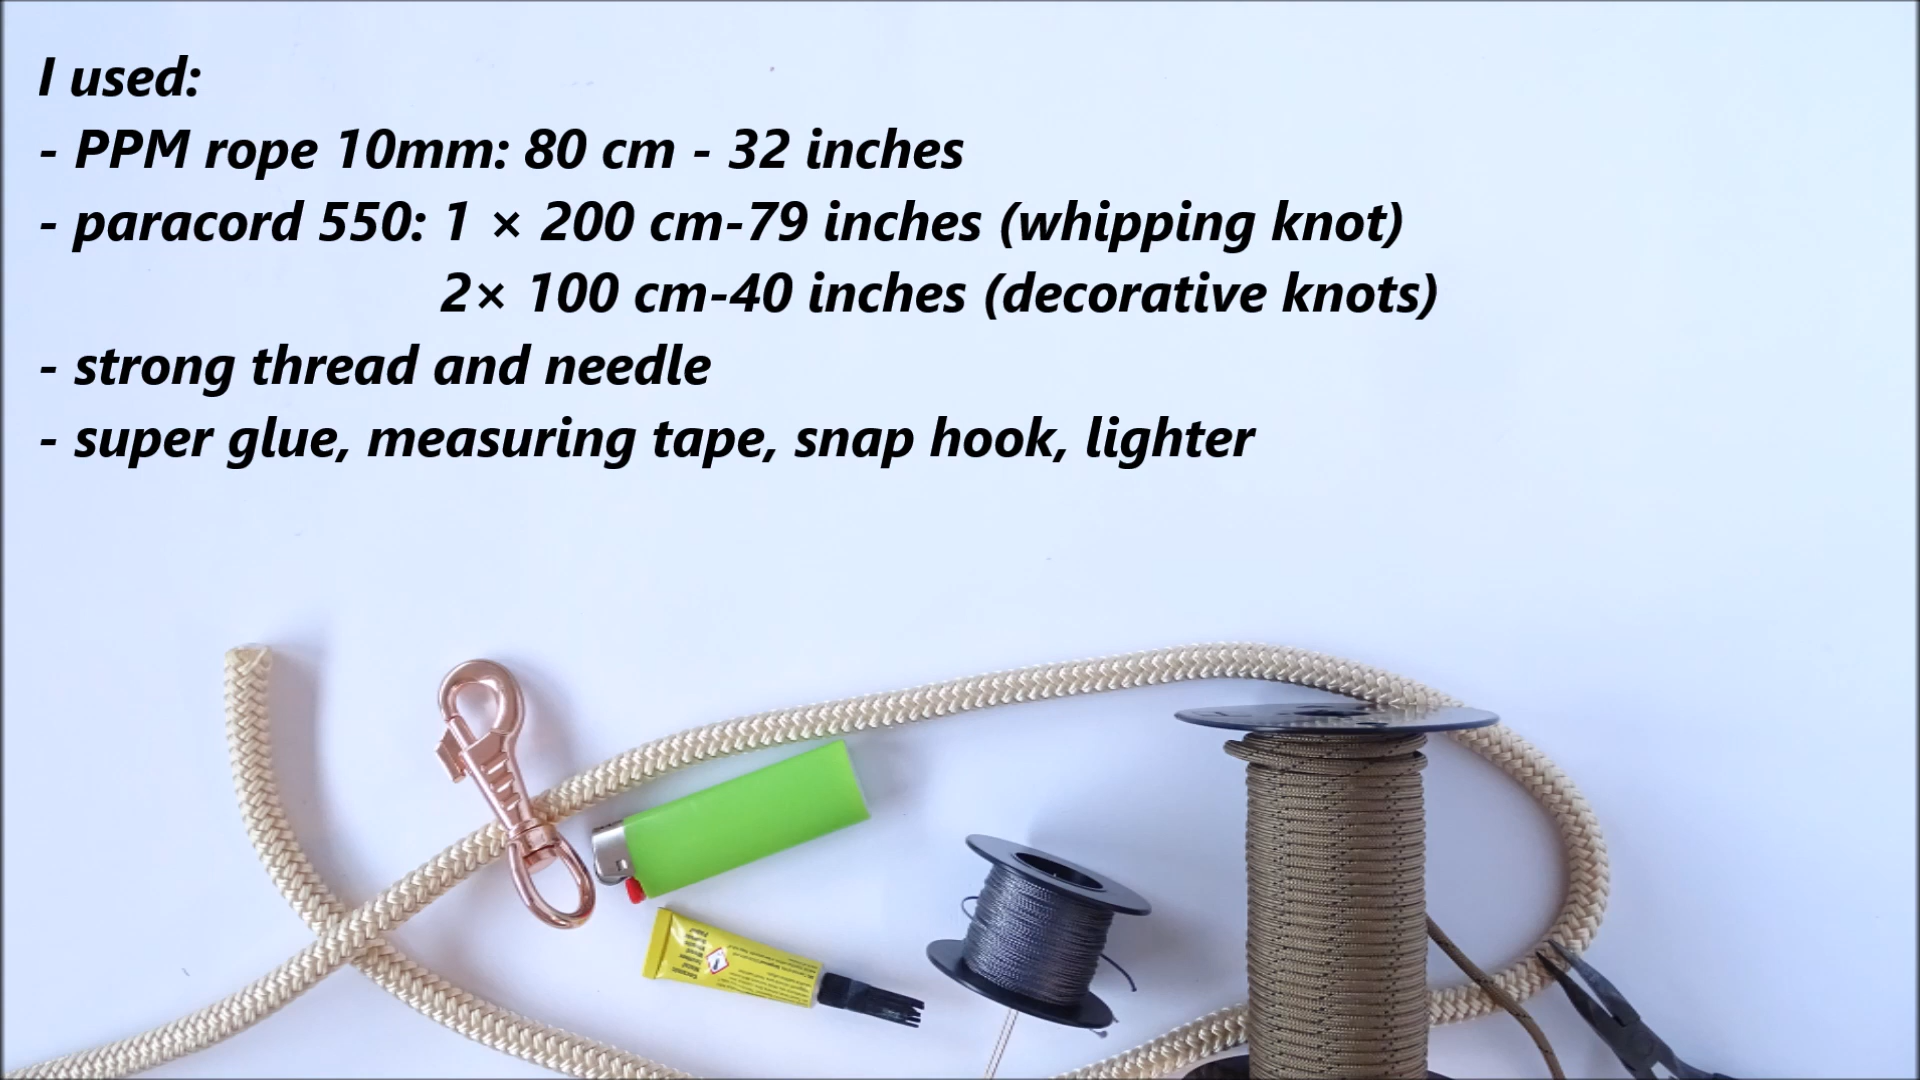 I used:
- PPM rope 10mm: 80 cm - 32 inches
- paracord 550: 1 × 200 cm-79 inches (whipping knot)
2× 100 cm-40 inches (decorative knots)
- strong thread and needle
- super glue, measuring tape, snap hook, lighter